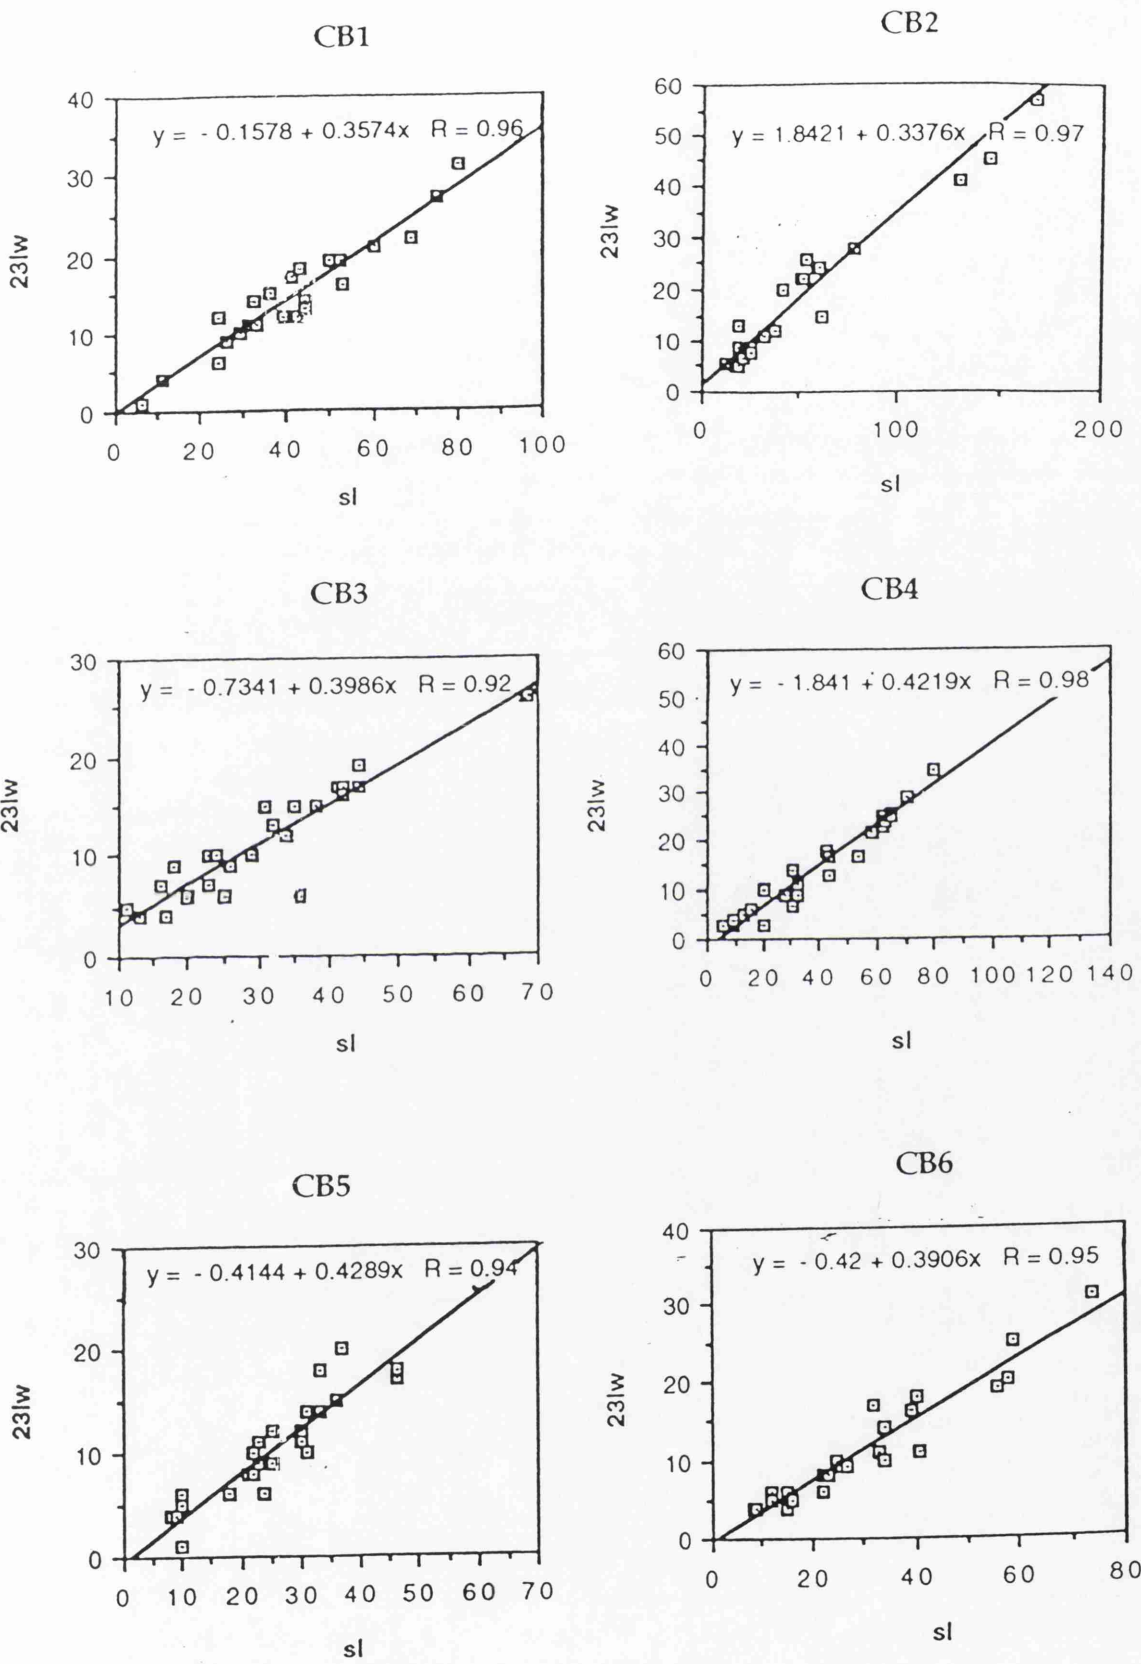 CB1
y = - 0.1578 + 0.3574x R = 0.96
40
30
20
10
0
23lw
0 20 40 60 80 100
sl
CB2
y = 1.8421 + 0.3376x R = 0.97
60
50
40
30
20
10
0
23lw
0 100 200
sl
CB3
y = - 0.7341 + 0.3986x R = 0.92
30
20
10
0
23lw
10 20 30 40 50 60 70
sl
CB4
y = - 1.841 + 0.4219x R = 0.98
60
50
40
30
20
10
0
23lw
0 20 40 60 80 100 120 140
sl
CB5
y = - 0.4144 + 0.4289x R = 0.94
30
20
10
0
23lw
0 10 20 30 40 50 60 70
sl
CB6
y = - 0.42 + 0.3906x R = 0.95
40
30
20
10
0
23lw
0 20 40 60 80
sl